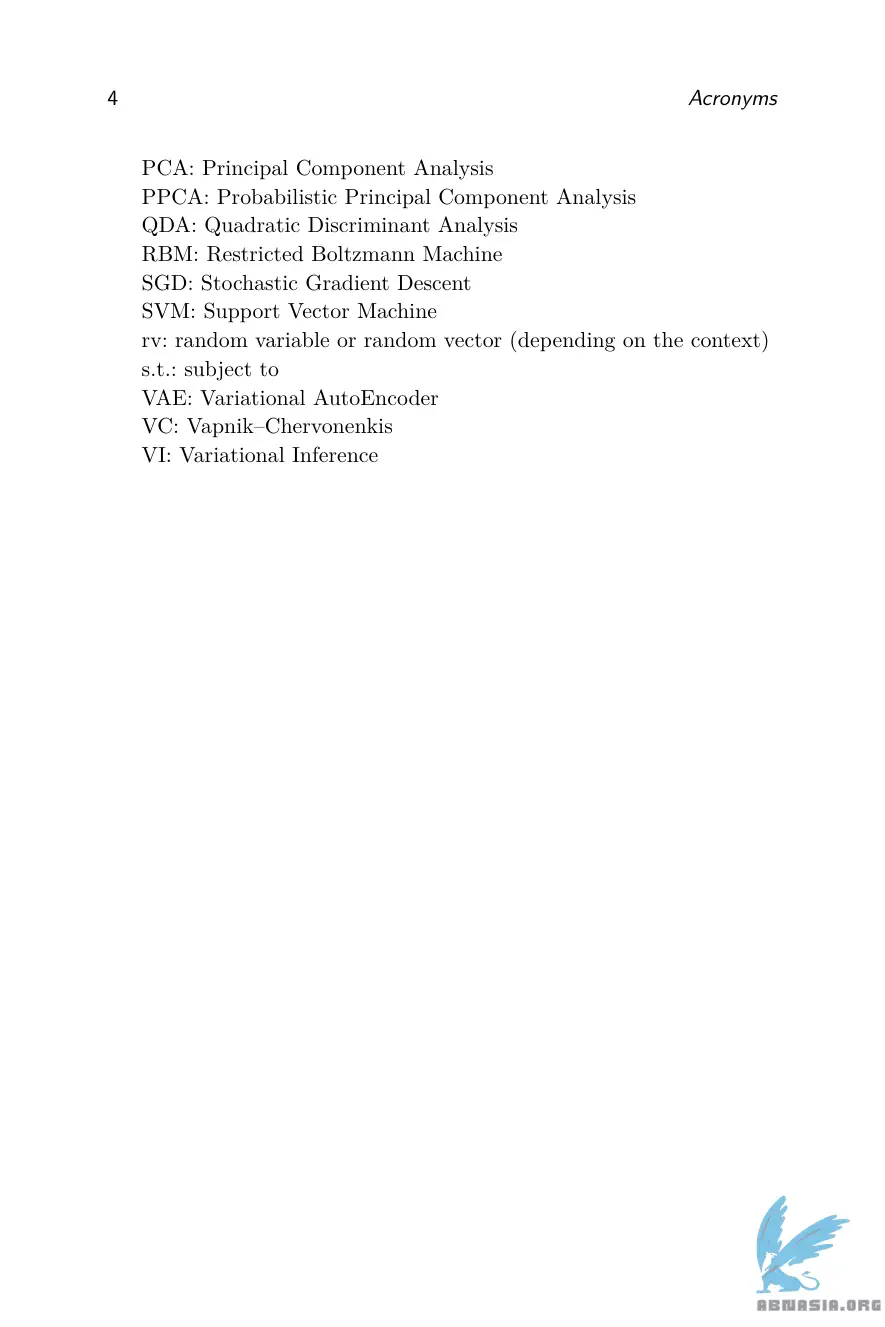 4 Acronyms
PCA: Principal Component Analysis
PPCA: Probabilistic Principal Component Analysis
QDA: Quadratic Discriminant Analysis
RBM: Restricted Boltzmann Machine
SGD: Stochastic Gradient Descent
SVM: Support Vector Machine
rv: random variable or random vector (depending on the context)
s.t.: subject to
VAE: Variational AutoEncoder
VC: Vapnik–Chervonenkis
VI: Variational Inference
ABNASIA.ORG